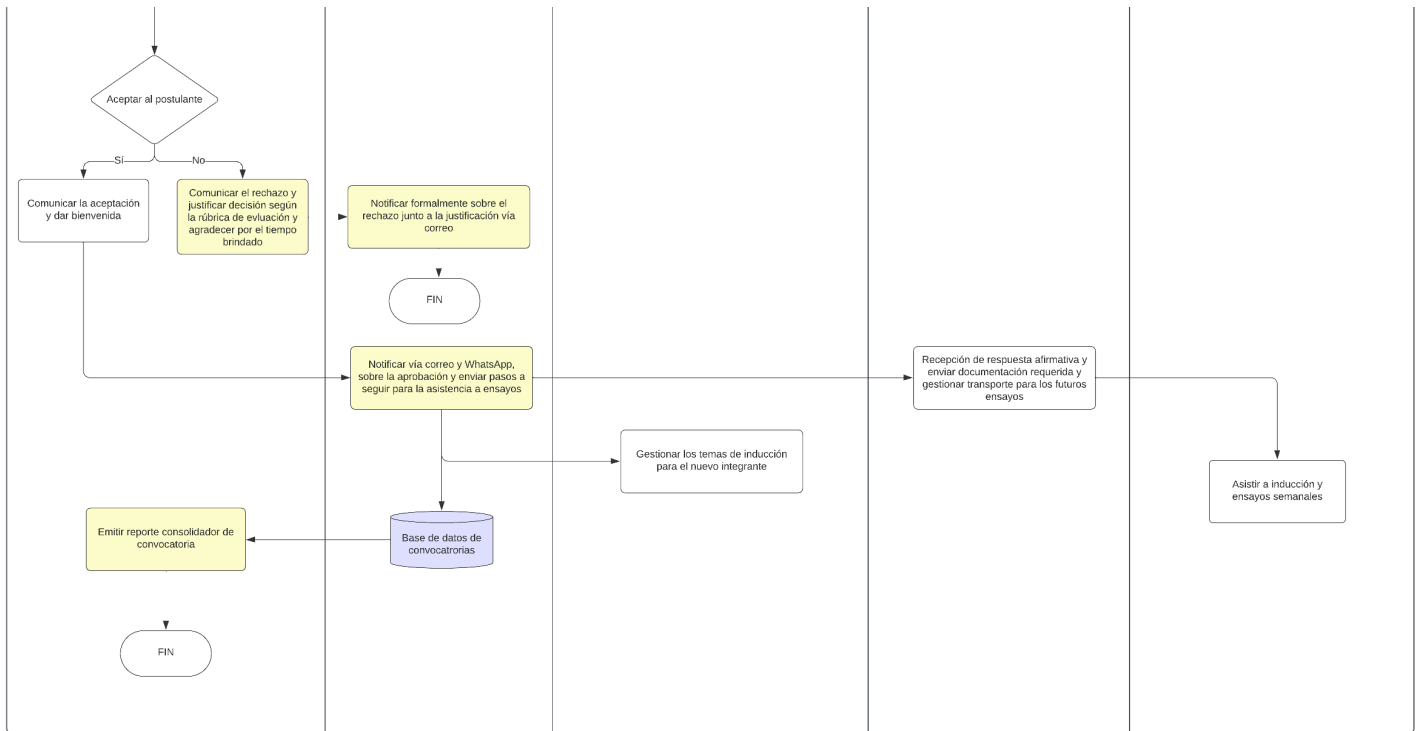 Aceptar al postulante
Sí
No
Comunicar la aceptación
y dar bienvenida
Comunicar el rechazo y
justificar decisión según
la rúbrica de evluación y
agradecer por el tiempo
brindado
Notificar formalmente sobre el
rechazo junto a la justificación vía
correo
FIN
Notificar vía correo y WhatsApp,
sobre la aprobación y enviar pasos a
seguir para la asistencia a ensayos
Recepción de respuesta afirmativa y
enviar documentación requerida y
gestionar transporte para los futuros
ensayos
Gestionar los temas de inducción
para el nuevo integrante
Asistir a inducción y
ensayos semanales
Emitir reporte consolidador de
convocatoria
Base de datos de
convocatrorias
FIN